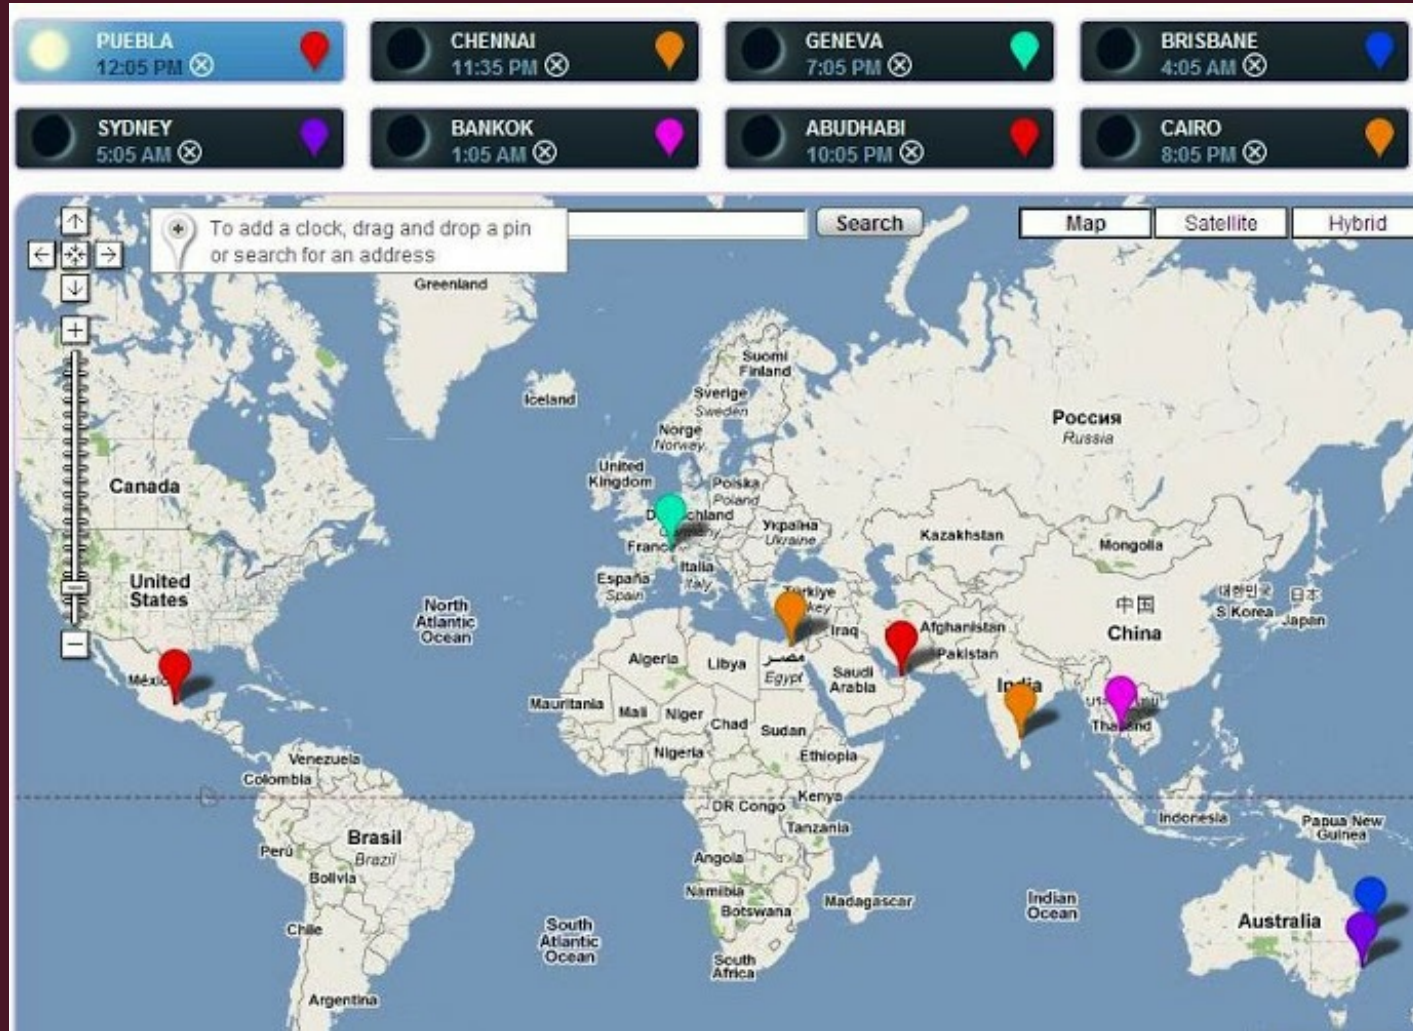 PUEBLA
12:05 PM
CHENNAI
11:35 PM
GENEVA
7:05 PM
BRISBANE
4:05 AM
SYDNEY
5:05 AM
BANKOK
1:05 AM
ABUDHABI
10:05 PM
CAIRO
8:05 PM
To add a clock, drag and drop a pin
or search for an address
Search
Map
Satellite
Hybrid
Greenland
Iceland
Suomi
Finland
Sverige
Sweden
Norge
Norway
Россия
Russia
United
Kingdom
Polska
Poland
Canada
Україна
Ukraine
Kazakhstan
Mongolia
España
Spain
Italia
Italy
United
States
North
Atlantic
Ocean
中国
China
대한민국
S Korea
日本
Japan
Iraq
Afghanistan
Pakistan
Algeria
Libya
مصر
Egypt
Saudi
Arabia
Mauritania
Mali
Niger
Chad
Sudan
Nigeria
Ethiopia
Venezuela
Colombia
DR Congo
Kenya
Tanzania
Indonesia
Papua New
Guinea
Brasil
Brazil
Perú
Bolivia
Angola
Namibia
Botswana
Madagascar
Indian
Ocean
Australia
Chile
South
Atlantic
Ocean
South
Africa
Argentina